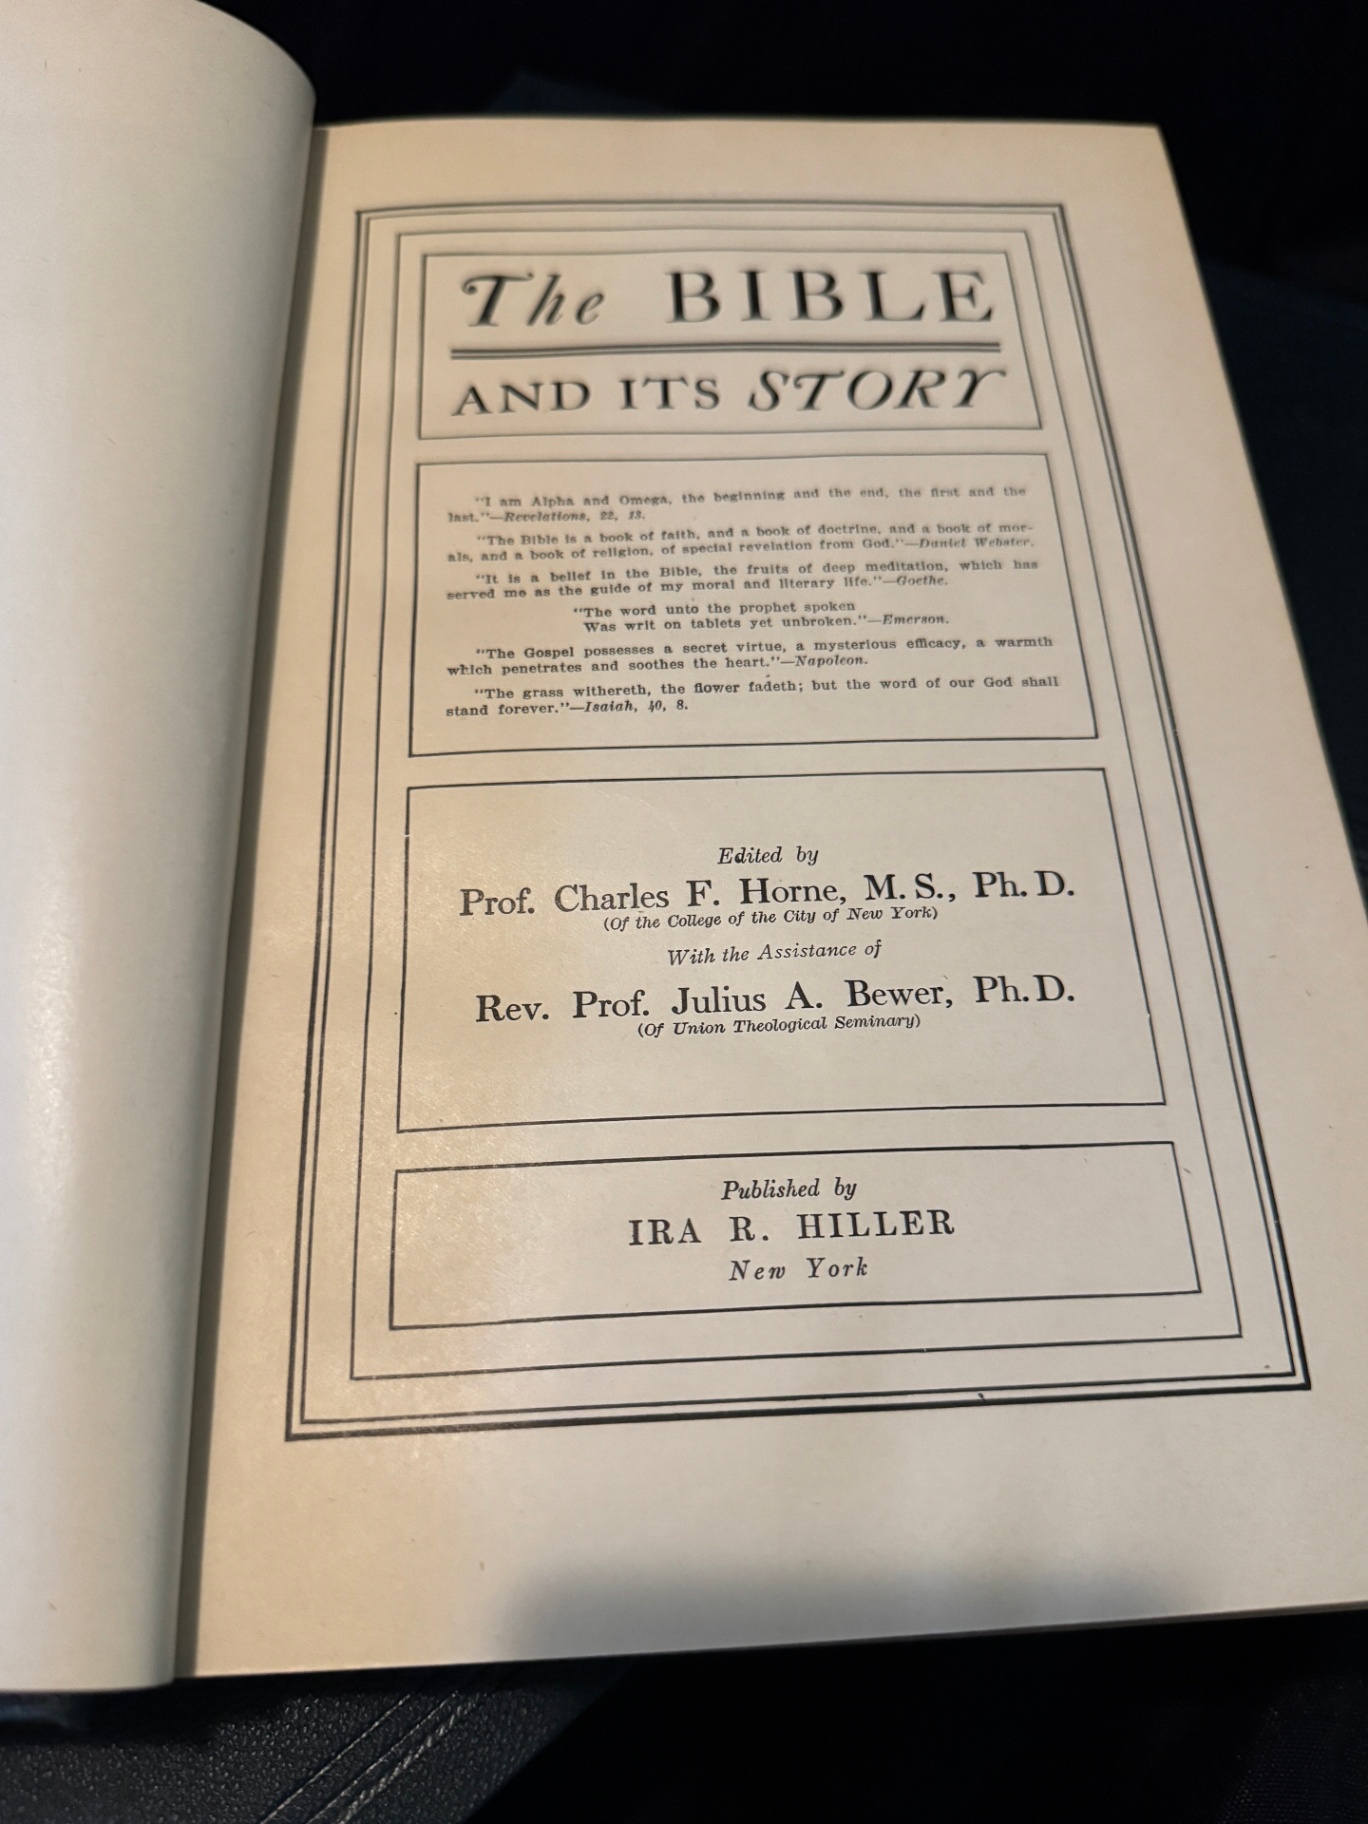 The BIBLE
AND ITS STORY
"I am Alpha and Omega, the beginning and the end, the first and the
last."—Revelations, 22, 13.
"The Bible is a book of faith, and a book of doctrine, and a book of mor-
als, and a book of religion, of special revelation from God."—Daniel Webster.
"It is a belief in the Bible, the fruits of deep meditation, which has
served me as the guide of my moral and literary life."—Goethe.
"The word unto the prophet spoken
Was writ on tablets yet unbroken."—Emerson.
"The Gospel possesses a secret virtue, a mysterious efficacy, a warmth
which penetrates and soothes the heart."—Napoleon.
"The grass withereth, the flower fadeth; but the word of our God shall
stand forever."—Isaiah, 40, 8.
Edited by
Prof. Charles F. Horne, M. S., Ph. D.
(Of the College of the City of New York)
With the Assistance of
Rev. Prof. Julius A. Bewer, Ph. D.
(Of Union Theological Seminary)
Published by
IRA R. HILLER
New York